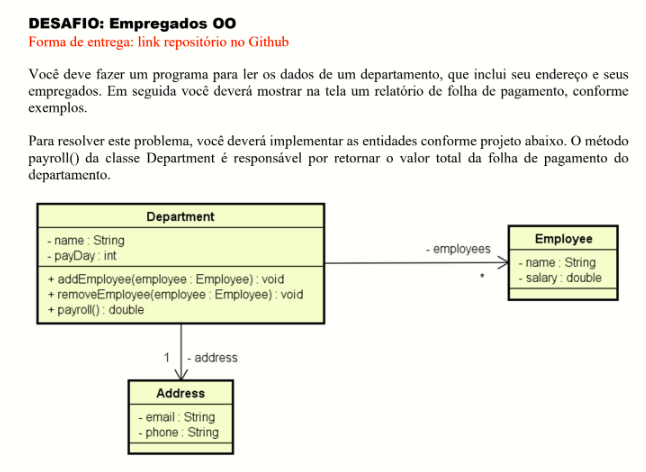 DESAFIO: Empregados OO
Forma de entrega: link repositório no Github
Você deve fazer um programa para ler os dados de um departamento, que inclui seu endereço e seus
empregados. Em seguida você deverá mostrar na tela um relatório de folha de pagamento, conforme
exemplos.
Para resolver este problema, você deverá implementar as entidades conforme projeto abaixo. O método
payroll() da classe Department é responsável por retornar o valor total da folha de pagamento do
departamento.
Department
- name : String
- payDay : int
+ addEmployee(employee : Employee) : void
+ removeEmployee(employee : Employee) : void
+ payroll() : double
- employees
*
Employee
- name : String
- salary : double
1 - address
Address
- email : String
- phone : String